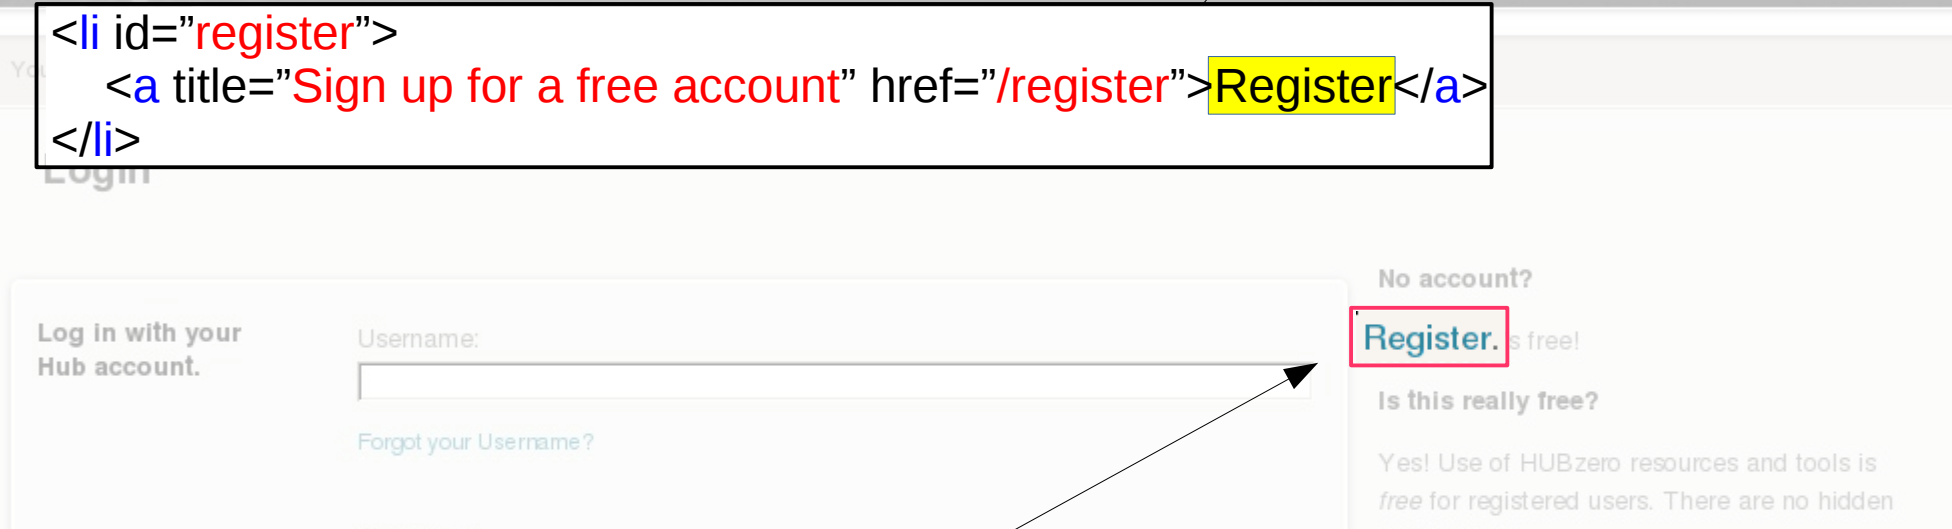 <li id=”register”>
<a title=”Sign up for a free account” href=”/register”>Register</a>
</li>
Login
No account?
Log in with your
Hub account.
Username:
Register. s free!
Is this really free?
Forgot your Username?
Yes! Use of HUBzero resources and tools is
free for registered users. There are no hidden